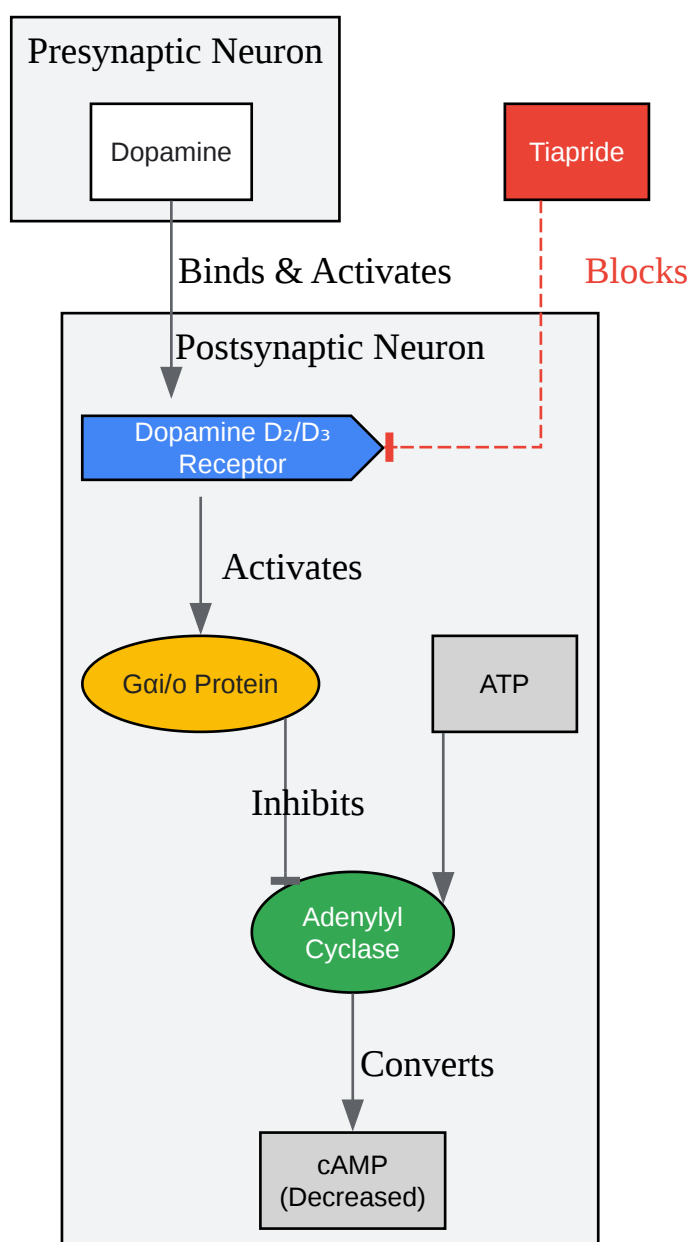 Presynaptic Neuron
Dopamine
Tiapride
Binds & Activates
Blocks
Postsynaptic Neuron
Dopamine D₂/D₃
Receptor
Activates
Gαi/o Protein
ATP
Inhibits
Adenylyl
Cyclase
Converts
cAMP
(Decreased)